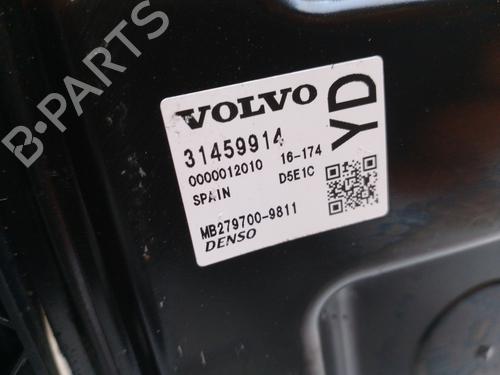 VOLVO
YD
31459914
0000012010 16-174
SPAIN D5E1C
MB279700-9811
DENSO
B-PARTS